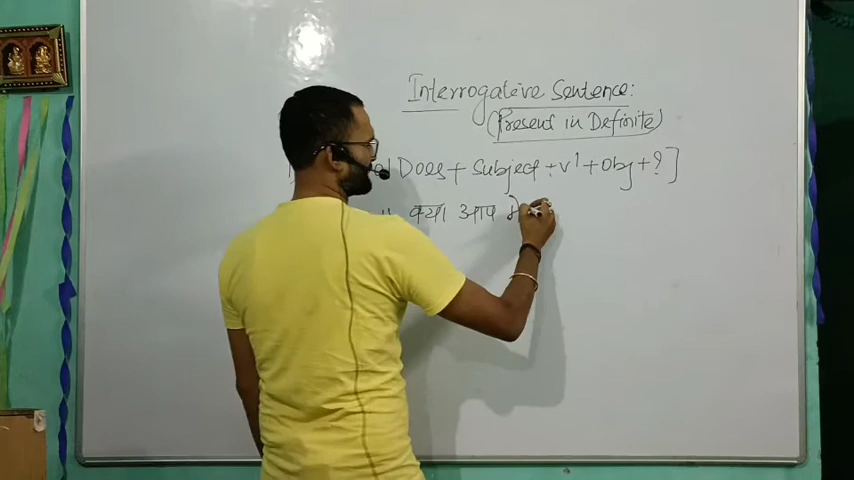 Interrogative Sentence:
(Present in Definite)
Does + Subject + v¹ + Obj + ?]
क्या आप